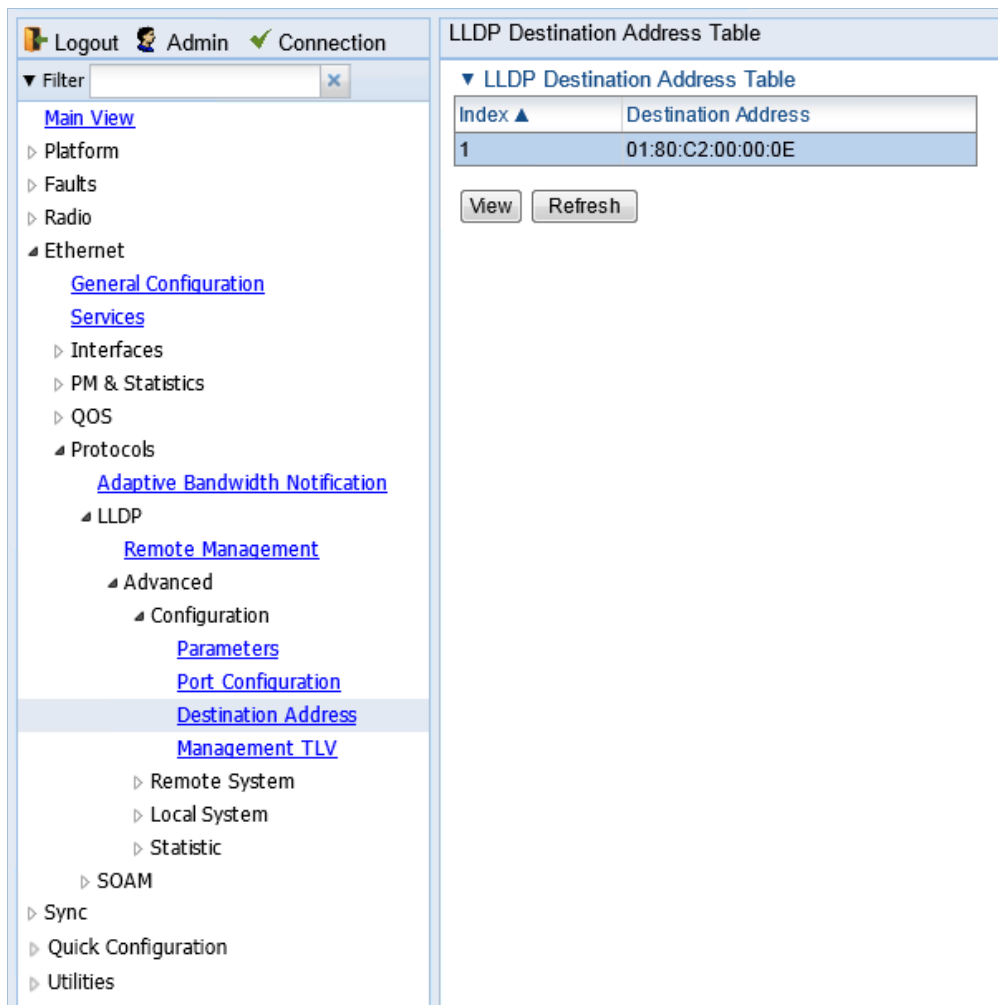 Logout Admin Connection
Filter
Main View
Platform
Faults
Radio
Ethernet
General Configuration
Services
Interfaces
PM & Statistics
QOS
Protocols
Adaptive Bandwidth Notification
LLDP
Remote Management
Advanced
Configuration
Parameters
Port Configuration
Destination Address
Management TLV
Remote System
Local System
Statistic
SOAM
Sync
Quick Configuration
Utilities
LLDP Destination Address Table
LLDP Destination Address Table
Index Destination Address
1 01:80:C2:00:00:0E
View Refresh